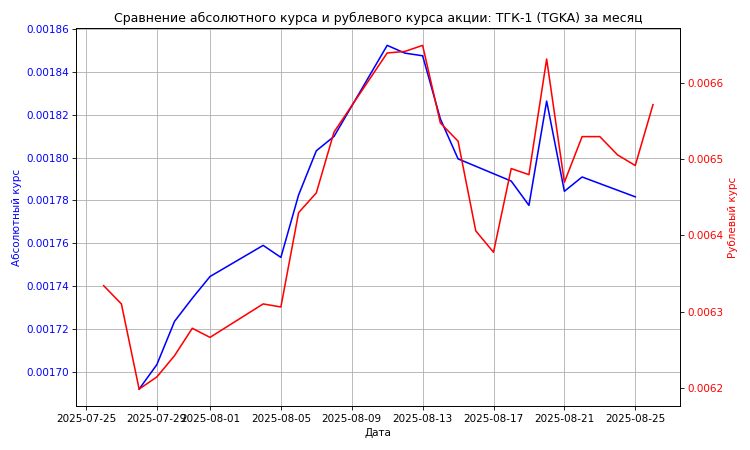 Сравнение абсолютного курса и рублевого курса акции: ТГК-1 (TGKA) за месяц
0.00186
0.00184
0.00182
0.00180
0.00178
0.00176
0.00174
0.00172
0.00170
Абсолютный курс
0.0066
0.0065
0.0064
0.0063
0.0062
Рублевый курс
2025-07-25 2025-07-29 2025-08-01 2025-08-05 2025-08-09 2025-08-13 2025-08-17 2025-08-21 2025-08-25
Дата